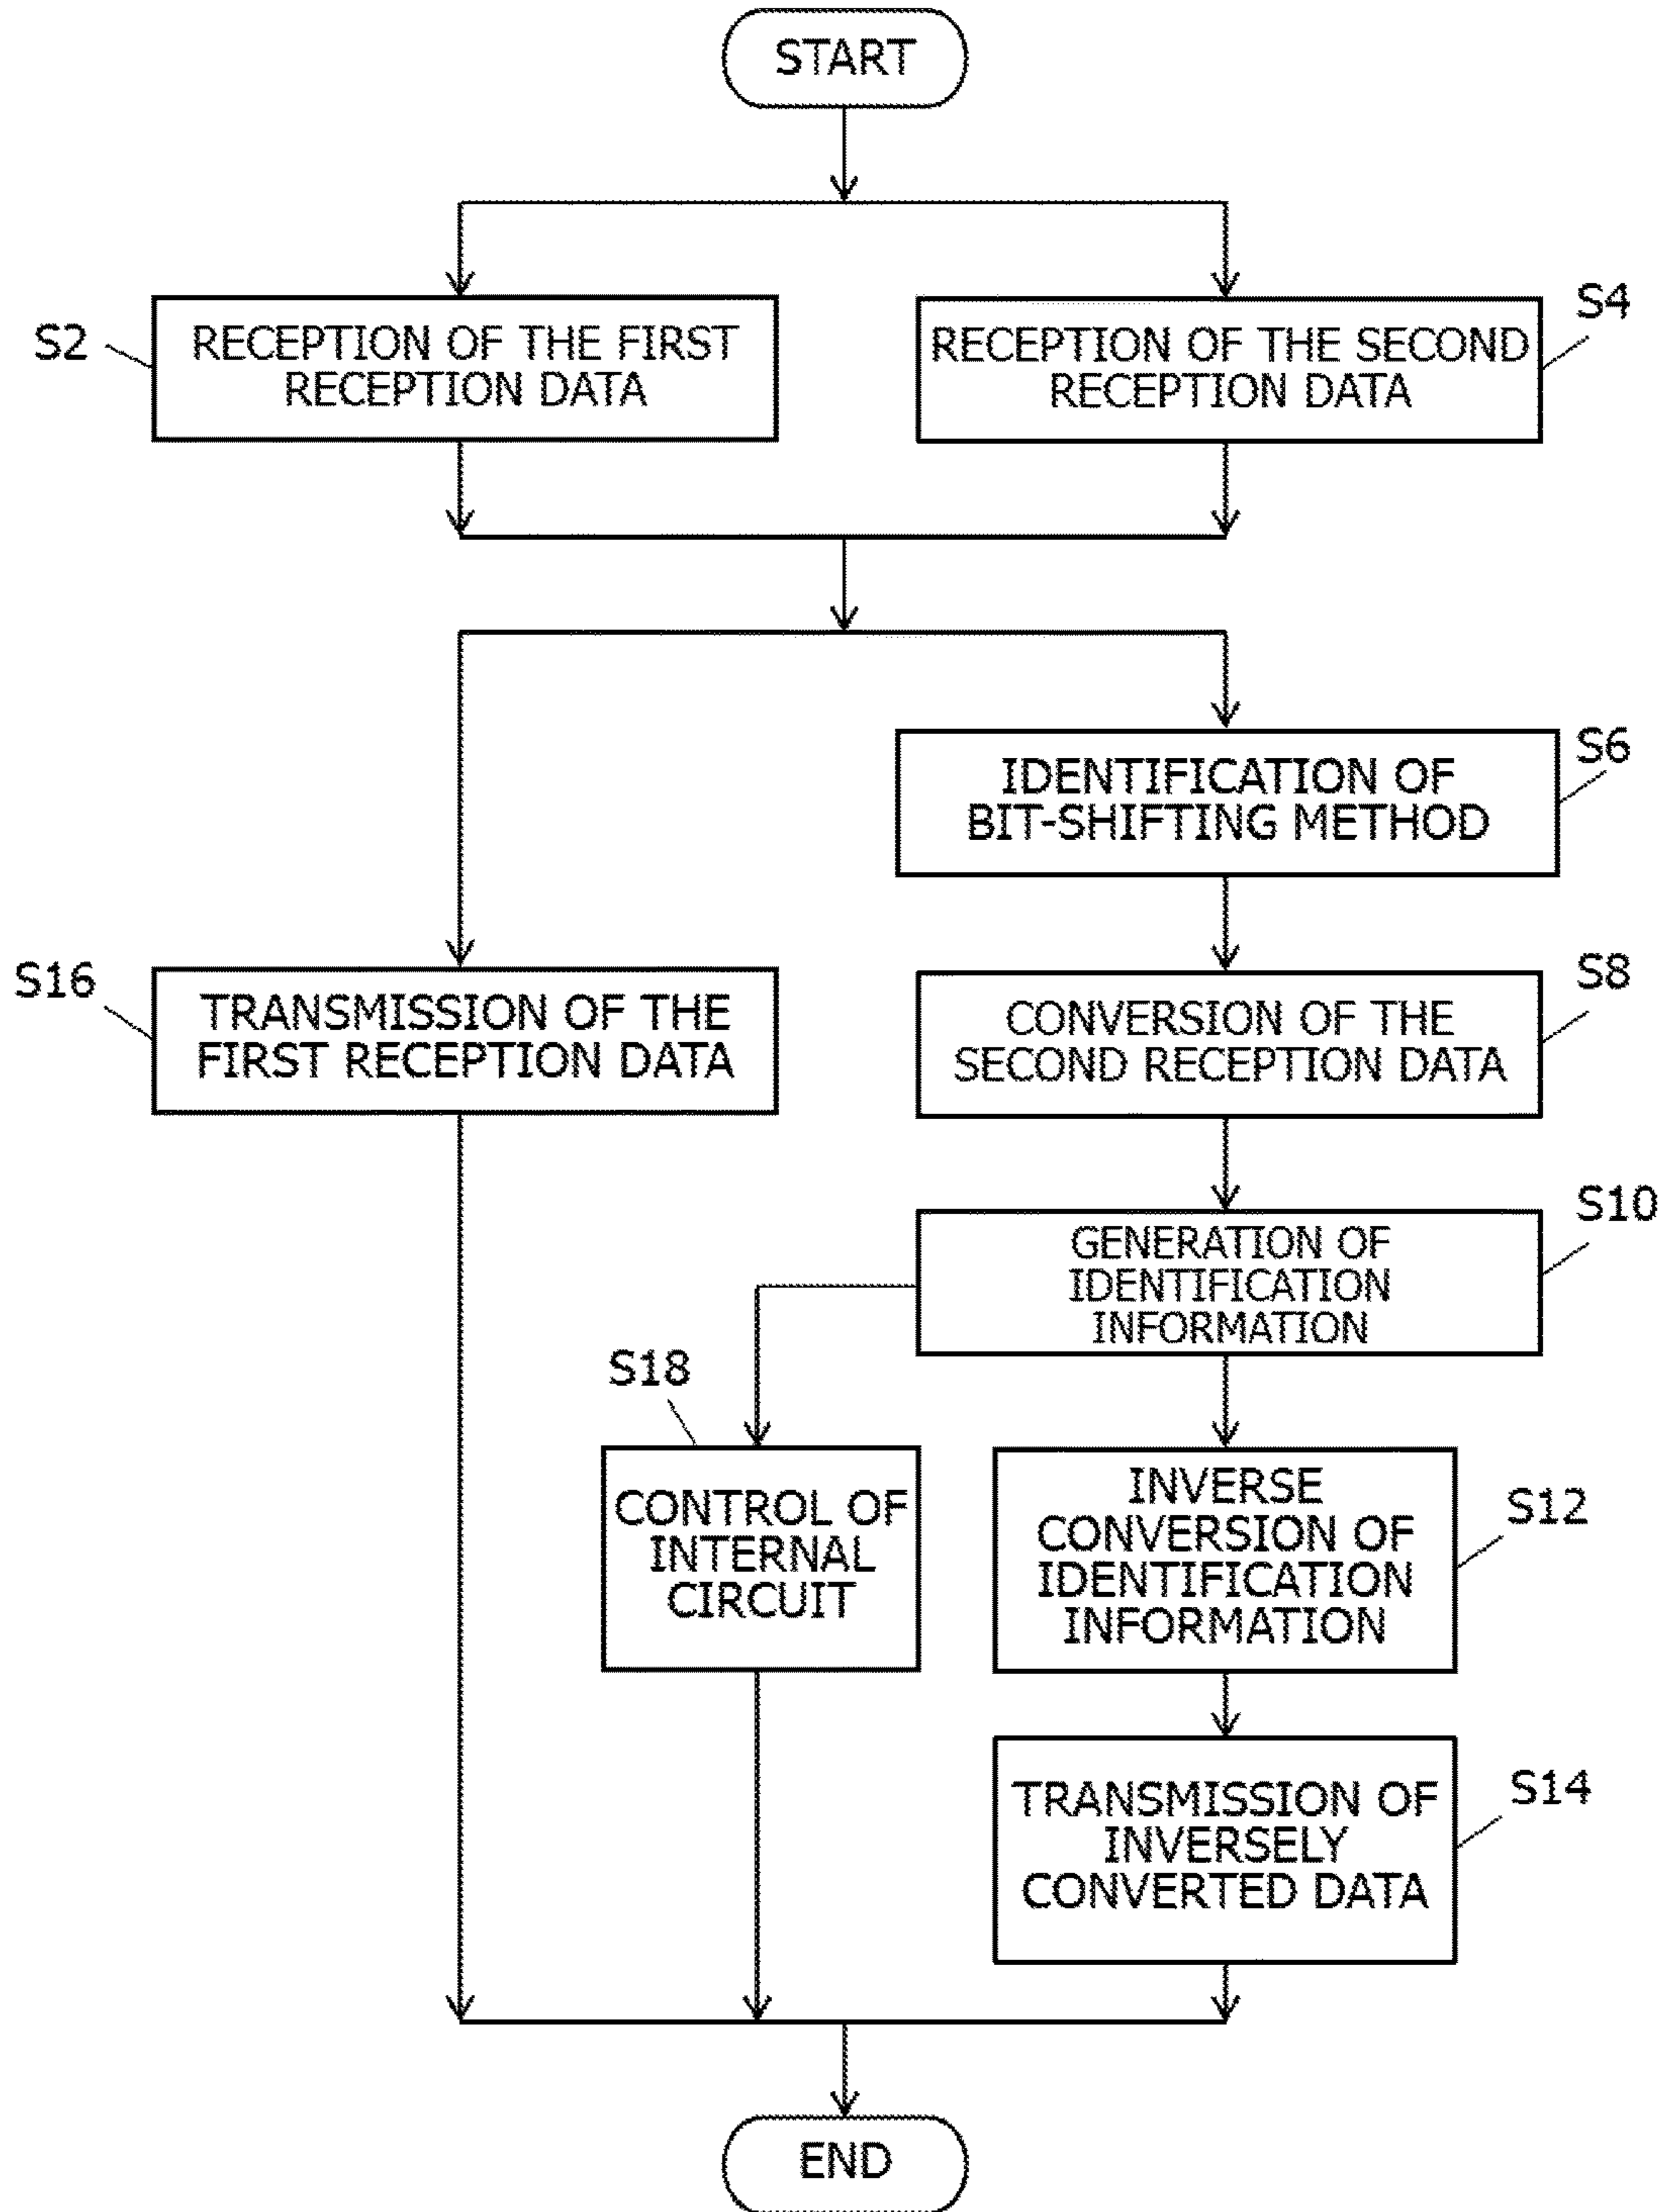 START
S2
RECEPTION OF THE FIRST
RECEPTION DATA
S4
RECEPTION OF THE SECOND
RECEPTION DATA
S6
IDENTIFICATION OF
BIT-SHIFTING METHOD
S16
TRANSMISSION OF THE
FIRST RECEPTION DATA
S8
CONVERSION OF THE
SECOND RECEPTION DATA
S10
GENERATION OF
IDENTIFICATION
INFORMATION
S18
CONTROL OF
INTERNAL
CIRCUIT
S12
INVERSE
CONVERSION OF
IDENTIFICATION
INFORMATION
S14
TRANSMISSION OF
INVERSELY
CONVERTED DATA
END